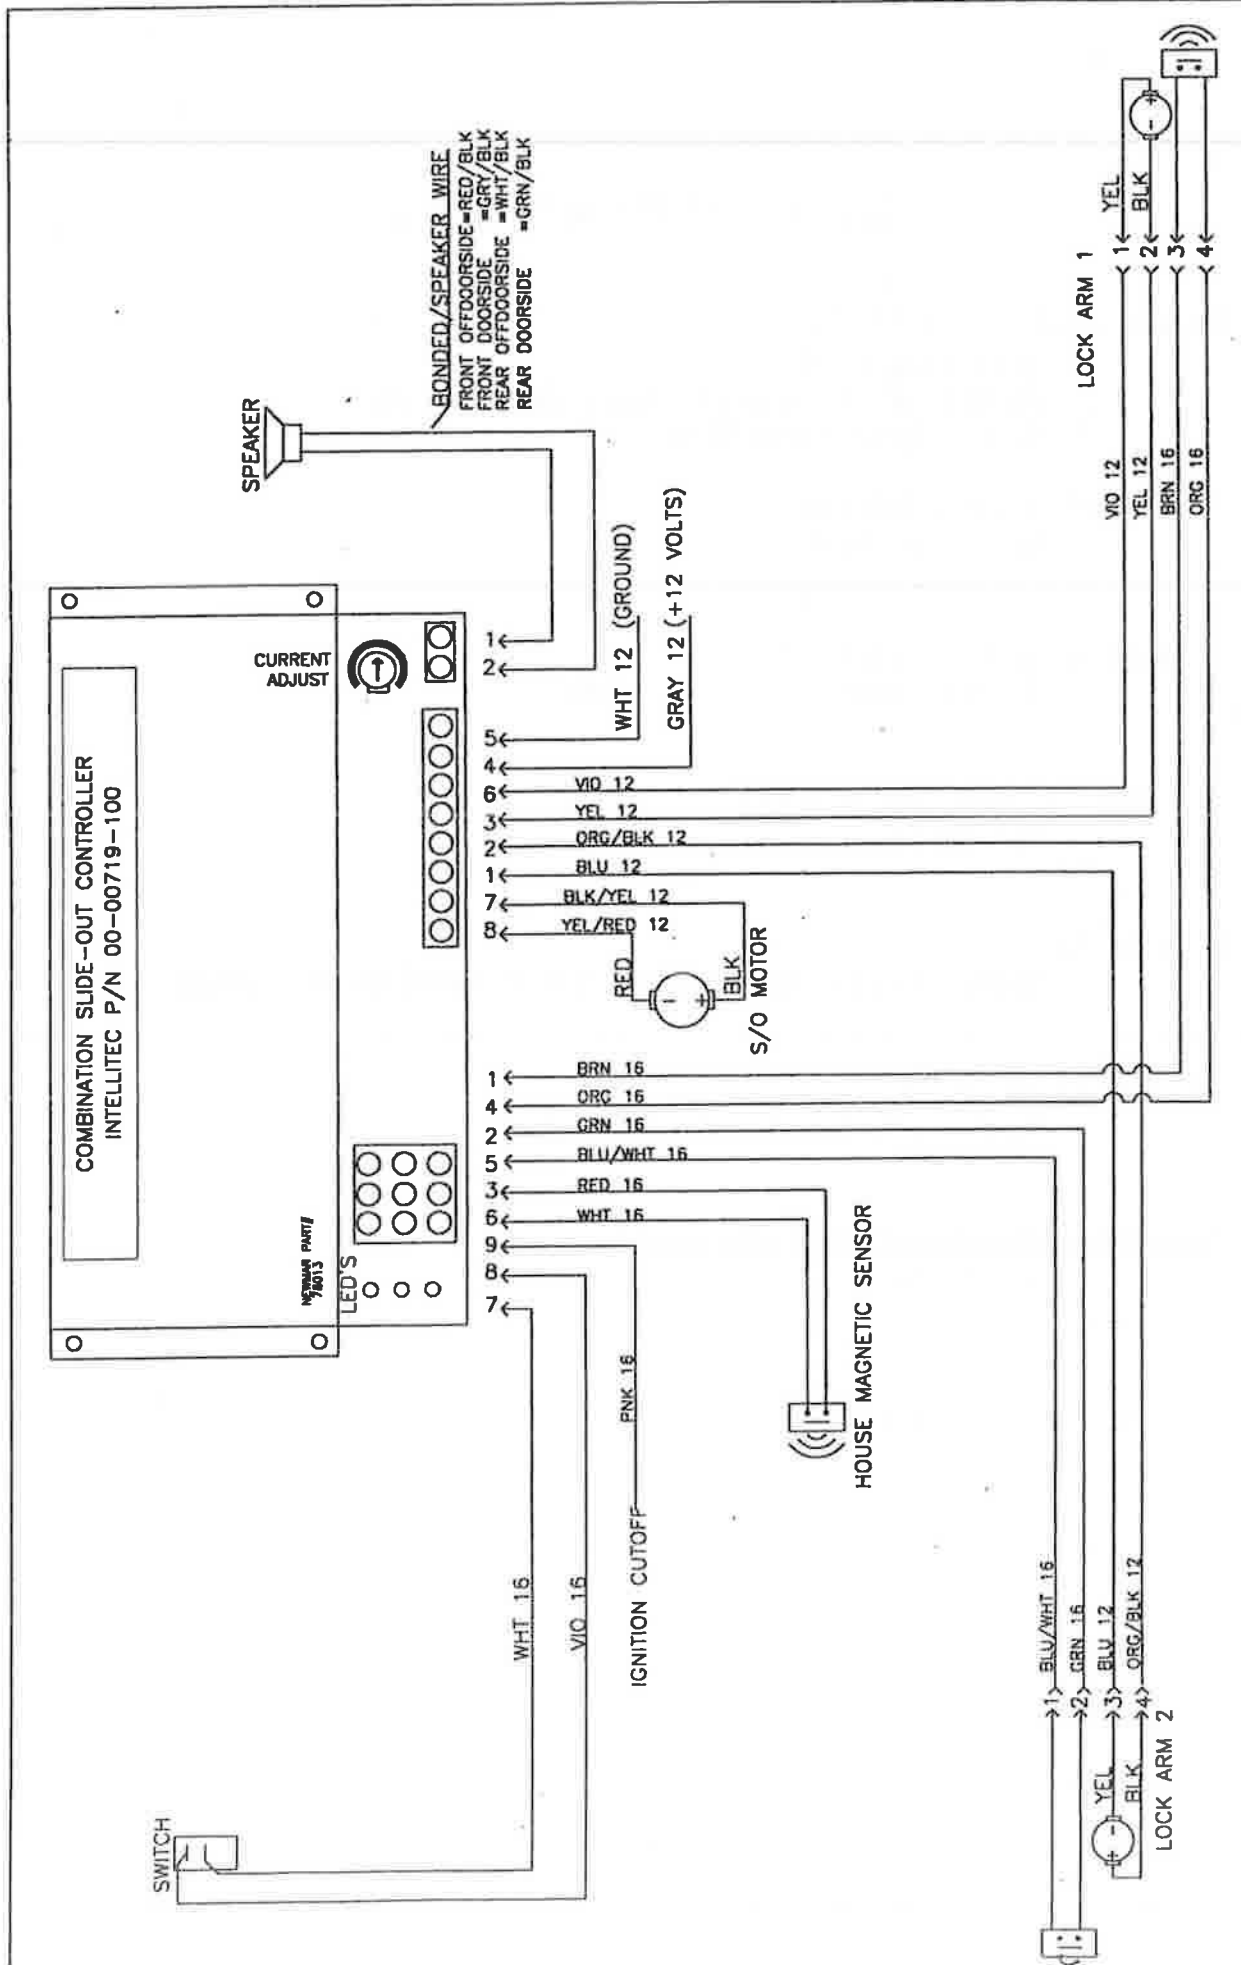 COMBINATION SLIDE-OUT CONTROLLER
INTELLITEC P/N 00-00719-100
NEWMAR PART#
78013
LED'S
CURRENT
ADJUST
SPEAKER
BONDED/SPEAKER WIRE
FRONT OFFDOORSIDE=RED/BLK
FRONT DOORSIDE =GRY/BLK
REAR OFFDOORSIDE =WHT/BLK
REAR DOORSIDE =GRN/BLK
1
2
5
4
6
3
2
1
7
8
WHT 12 (GROUND)
GRAY 12 (+12 VOLTS)
VIO 12
YEL 12
ORG/BLK 12
BLU 12
BLK/YEL 12
YEL/RED 12
RED
BLK
- +
S/O MOTOR
1
4
2
5
3
6
9
8
7
BRN 16
ORG 16
GRN 16
BLU/WHT 16
RED 16
WHT 16
PNK 16
IGNITION CUTOFF
HOUSE MAGNETIC SENSOR
WHT 16
VIO 16
SWITCH
LOCK ARM 1
VIO 12
YEL 12
BRN 16
ORG 16
1
2
3
4
YEL
BLK
- +
BLU/WHT 16
GRN 16
BLU 12
ORG/BLK 12
1
2
3
4
YEL
BLK
+ -
LOCK ARM 2